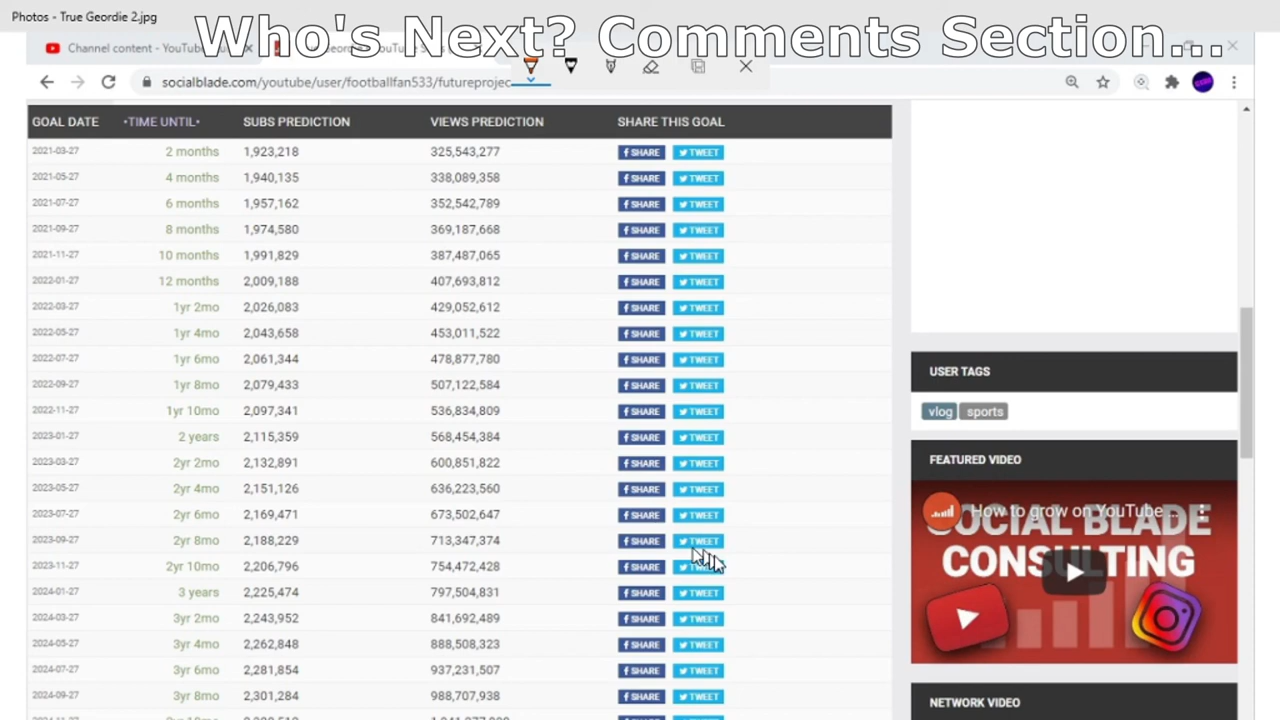 Photos - True Geordie 2.jpg
Who's Next? Comments Section...
Channel content - YouTube
socialblade.com/youtube/user/footballfan533/futureprojec
GOAL DATE •TIME UNTIL• SUBS PREDICTION VIEWS PREDICTION SHARE THIS GOAL
2021-03-27 2 months 1,923,218 325,543,277 SHARE TWEET
2021-05-27 4 months 1,940,135 338,089,358 SHARE TWEET
2021-07-27 6 months 1,957,162 352,542,789 SHARE TWEET
2021-09-27 8 months 1,974,580 369,187,668 SHARE TWEET
2021-11-27 10 months 1,991,829 387,487,065 SHARE TWEET
2022-01-27 12 months 2,009,188 407,693,812 SHARE TWEET
2022-03-27 1yr 2mo 2,026,083 429,052,612 SHARE TWEET
2022-05-27 1yr 4mo 2,043,658 453,011,522 SHARE TWEET
2022-07-27 1yr 6mo 2,061,344 478,877,780 SHARE TWEET
2022-09-27 1yr 8mo 2,079,433 507,122,584 SHARE TWEET
2022-11-27 1yr 10mo 2,097,341 536,834,809 SHARE TWEET
2023-01-27 2 years 2,115,359 568,454,384 SHARE TWEET
2023-03-27 2yr 2mo 2,132,891 600,851,822 SHARE TWEET
2023-05-27 2yr 4mo 2,151,126 636,223,560 SHARE TWEET
2023-07-27 2yr 6mo 2,169,471 673,502,647 SHARE TWEET
2023-09-27 2yr 8mo 2,188,229 713,347,374 SHARE TWEET
2023-11-27 2yr 10mo 2,206,796 754,472,428 SHARE TWEET
2024-01-27 3 years 2,225,474 797,504,831 SHARE TWEET
2024-03-27 3yr 2mo 2,243,952 841,692,489 SHARE TWEET
2024-05-27 3yr 4mo 2,262,848 888,508,323 SHARE TWEET
2024-07-27 3yr 6mo 2,281,854 937,231,507 SHARE TWEET
2024-09-27 3yr 8mo 2,301,284 988,707,938 SHARE TWEET
USER TAGS
vlog sports
FEATURED VIDEO
How to grow on YouTube ...
SOCIAL BLADE
CONSULTING
NETWORK VIDEO